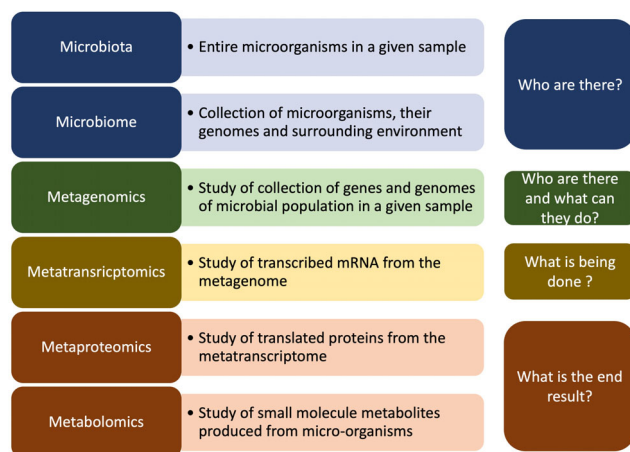 Microbiota
• Entire microorganisms in a given sample
Who are there?
Microbiome
• Collection of microorganisms, their
genomes and surrounding environment
Metagenomics
• Study of collection of genes and genomes
of microbial population in a given sample
Who are there
and what can
they do?
Metatransricptomics
• Study of transcribed mRNA from the
metagenome
What is being
done ?
Metaproteomics
• Study of translated proteins from the
metatranscriptome
What is the end
result?
Metabolomics
• Study of small molecule metabolites
produced from micro-organisms